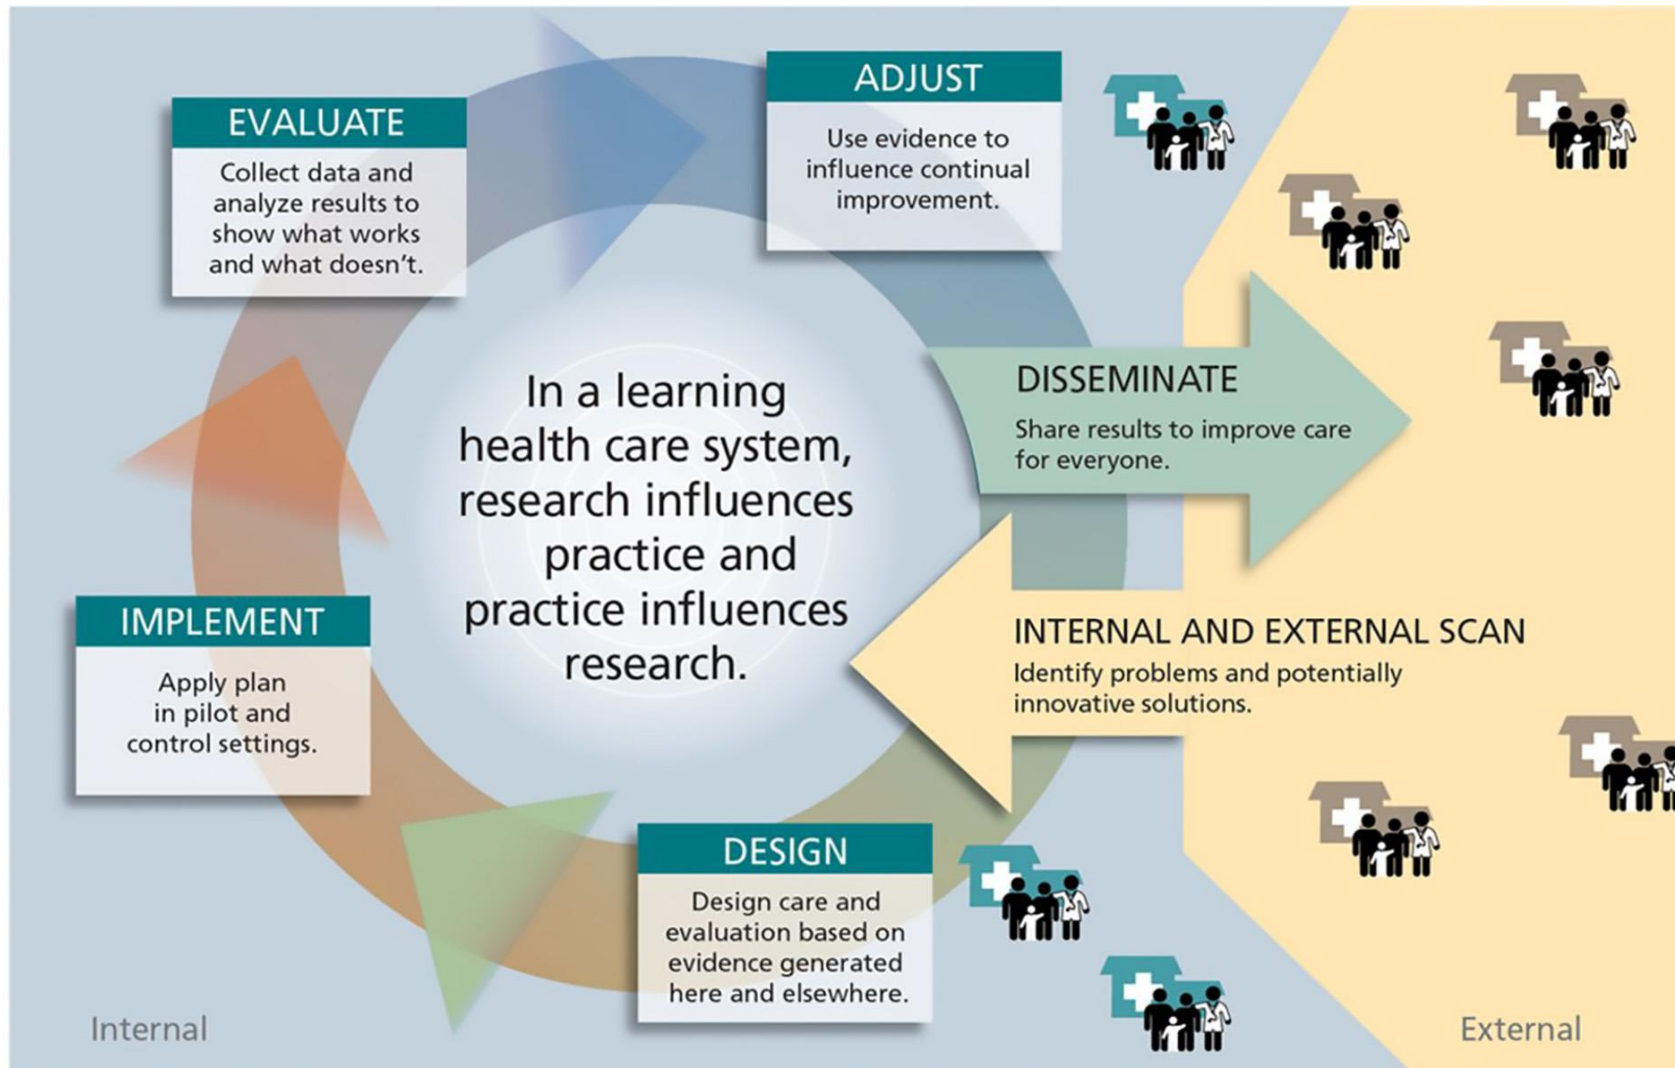 EVALUATE
Collect data and
analyze results to
show what works
and what doesn't.
ADJUST
Use evidence to
influence continual
improvement.
In a learning
health care system,
research influences
practice and
practice influences
research.
DISSEMINATE
Share results to improve care
for everyone.
INTERNAL AND EXTERNAL SCAN
Identify problems and potentially
innovative solutions.
IMPLEMENT
Apply plan
in pilot and
control settings.
DESIGN
Design care and
evaluation based on
evidence generated
here and elsewhere.
Internal
External